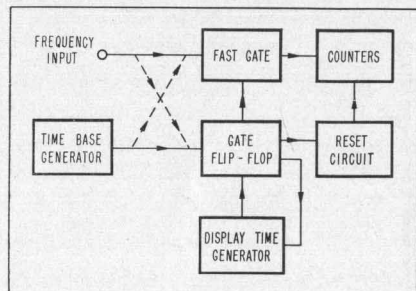 FREQUENCY
INPUT
FAST GATE
COUNTERS
TIME BASE
GENERATOR
GATE
FLIP-FLOP
RESET
CIRCUIT
DISPLAY TIME
GENERATOR